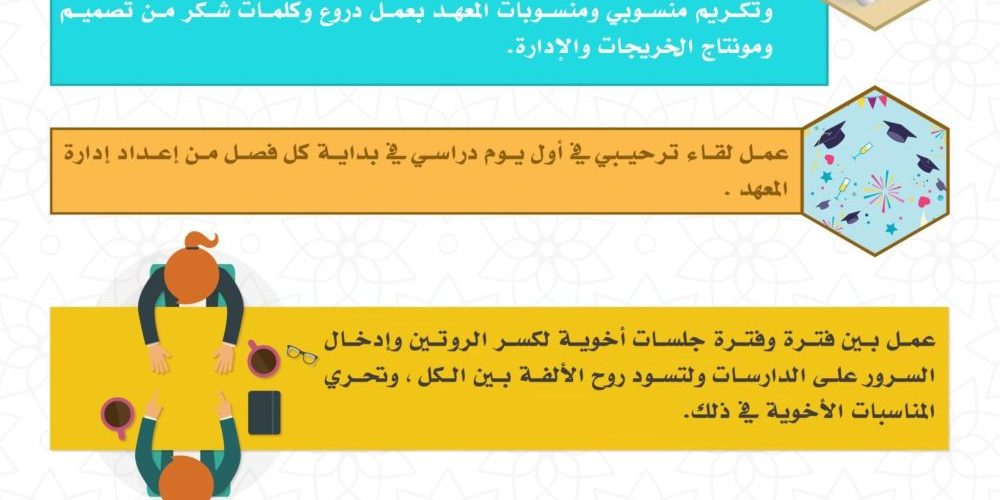 وتكريم منسوبي ومنسوبات المعهد بعمل دروع وكلمات شكر من تصميم
ومونتاج الخريجات والإدارة.
عمل لقاء ترحيبي في أول يوم دراسي في بداية كل فصل من إعداد إدارة
المعهد .
عمل بين فترة وفترة جلسات أخوية لكسر الروتين وإدخال
السرور على الدارسات ولتسود روح الألفة بين الكل ، وتحري
المناسبات الأخوية في ذلك.